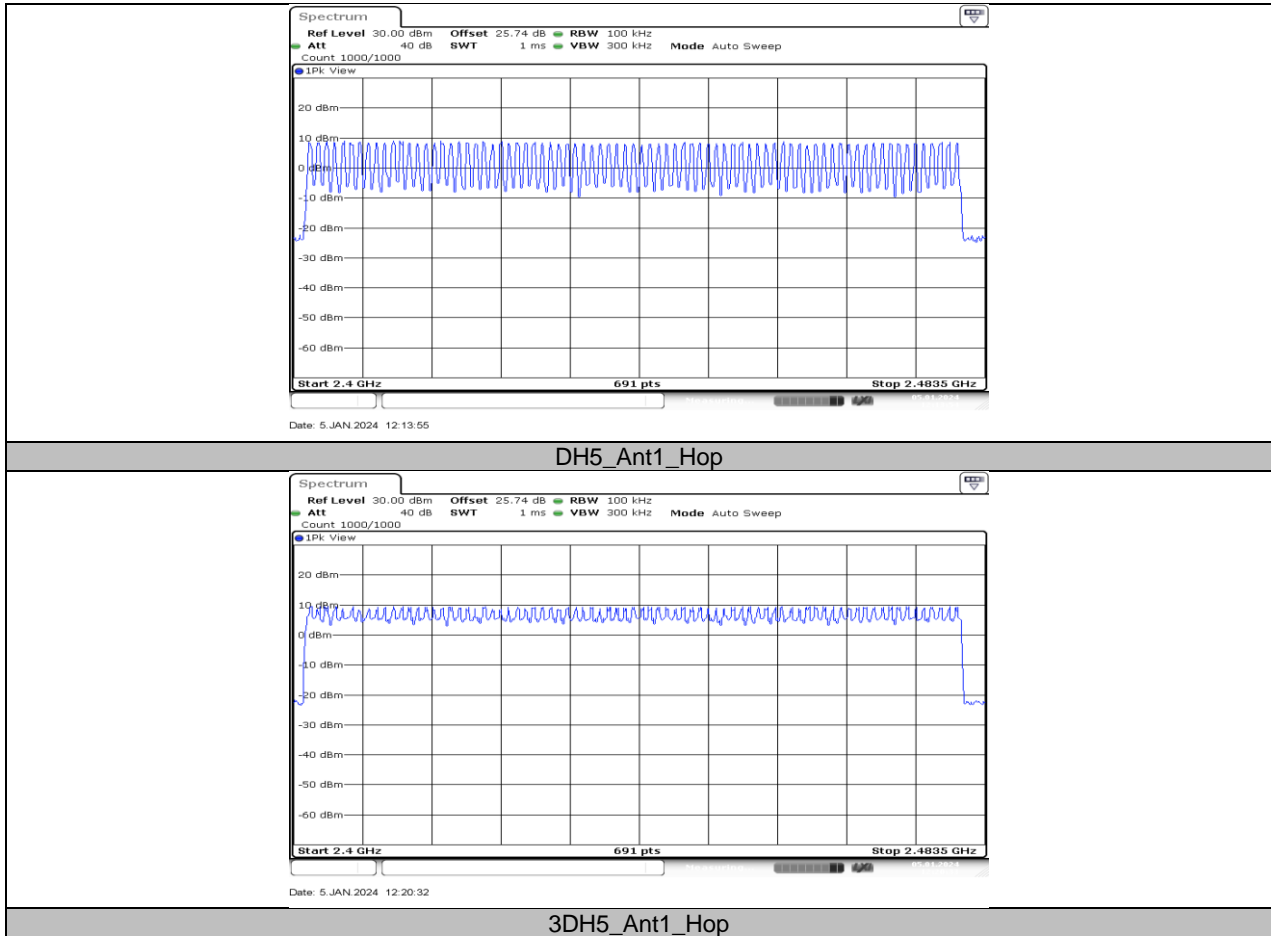 Spectrum
Ref Level 30.00 dBm Offset 25.74 dB RBW 100 kHz
Att 40 dB SWT 1 ms VBW 300 kHz Mode Auto Sweep
Count 1000/1000
1Pk View
20 dBm
10 dBm
0 dBm
-10 dBm
-20 dBm
-30 dBm
-40 dBm
-50 dBm
-60 dBm
Start 2.4 GHz 691 pts Stop 2.4835 GHz
05.01.2024
Date: 5.JAN.2024 12:13:55
DH5_Ant1_Hop
Spectrum
Ref Level 30.00 dBm Offset 25.74 dB RBW 100 kHz
Att 40 dB SWT 1 ms VBW 300 kHz Mode Auto Sweep
Count 1000/1000
1Pk View
20 dBm
10 dBm
0 dBm
-10 dBm
-20 dBm
-30 dBm
-40 dBm
-50 dBm
-60 dBm
Start 2.4 GHz 691 pts Stop 2.4835 GHz
05.01.2024
Date: 5.JAN.2024 12:20:32
3DH5_Ant1_Hop